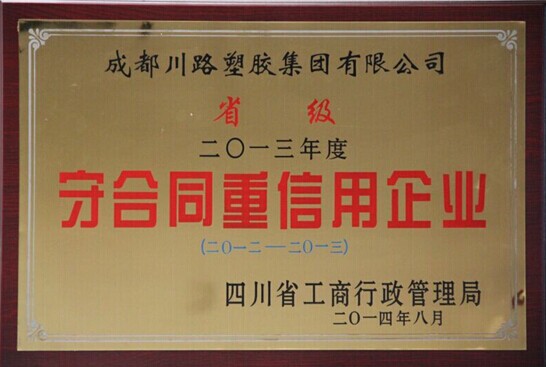 成都川路塑胶集团有限公司
省级
二〇一三年度
守合同重信用企业
(二〇一二—二〇一三)
四川省工商行政管理局
二〇一四年八月